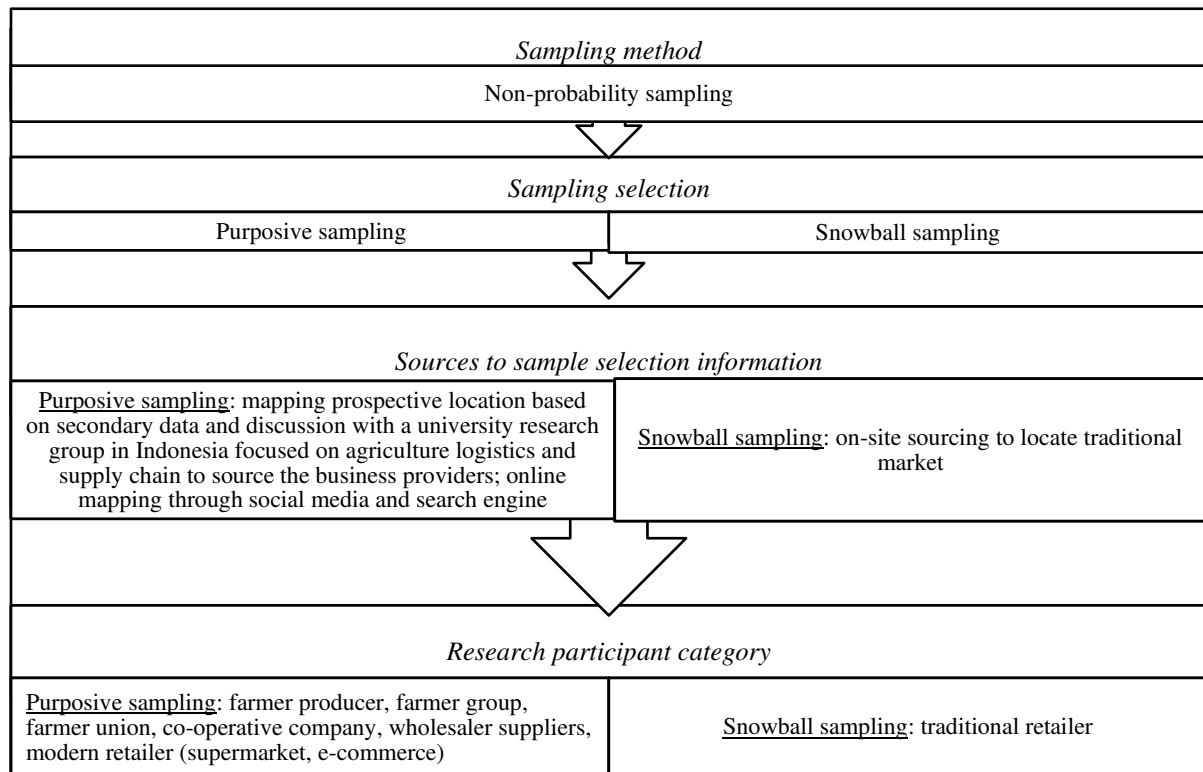 Sampling method
Non-probability sampling
Sampling selection
Purposive sampling
Snowball sampling
Sources to sample selection information
Purposive sampling: mapping prospective location based
on secondary data and discussion with a university research
group in Indonesia focused on agriculture logistics and
supply chain to source the business providers; online
mapping through social media and search engine
Snowball sampling: on-site sourcing to locate traditional
market
Research participant category
Purposive sampling: farmer producer, farmer group,
farmer union, co-operative company, wholesaler suppliers,
modern retailer (supermarket, e-commerce)
Snowball sampling: traditional retailer